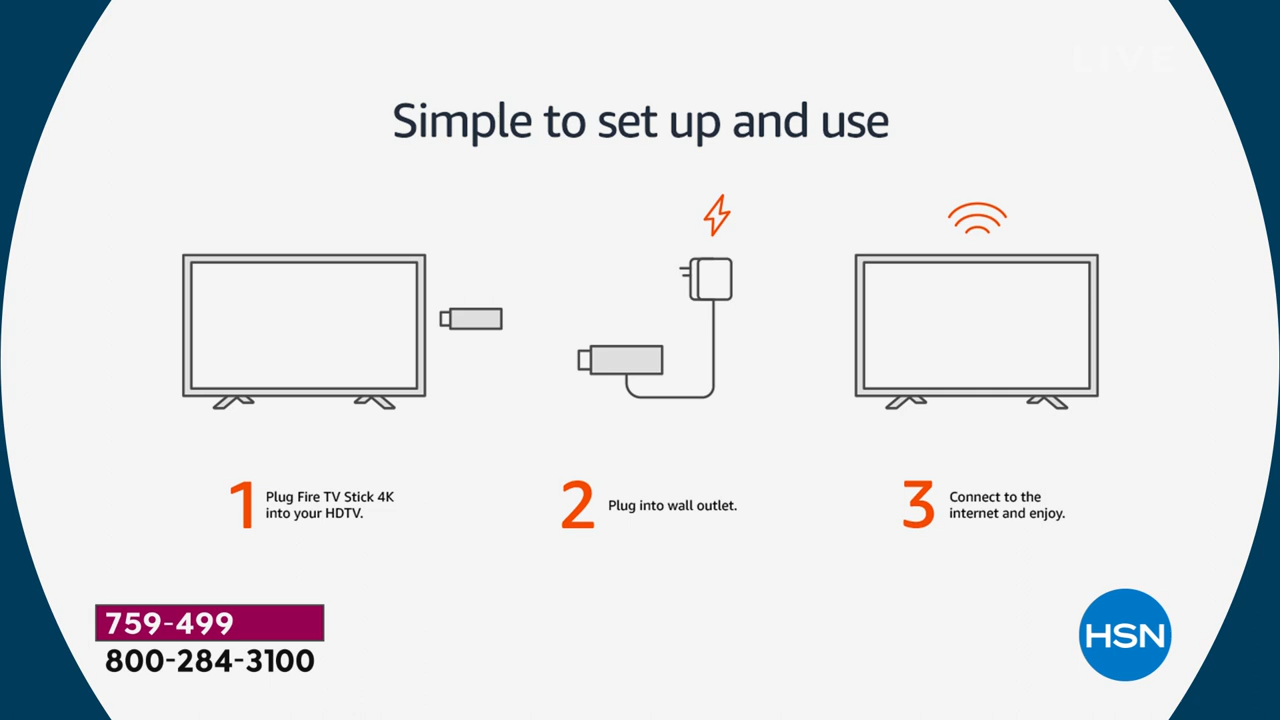 LIVE
Simple to set up and use
1
Plug Fire TV Stick 4K
into your HDTV.
2
Plug into wall outlet.
3
Connect to the
internet and enjoy.
759-499
800-284-3100
HSN